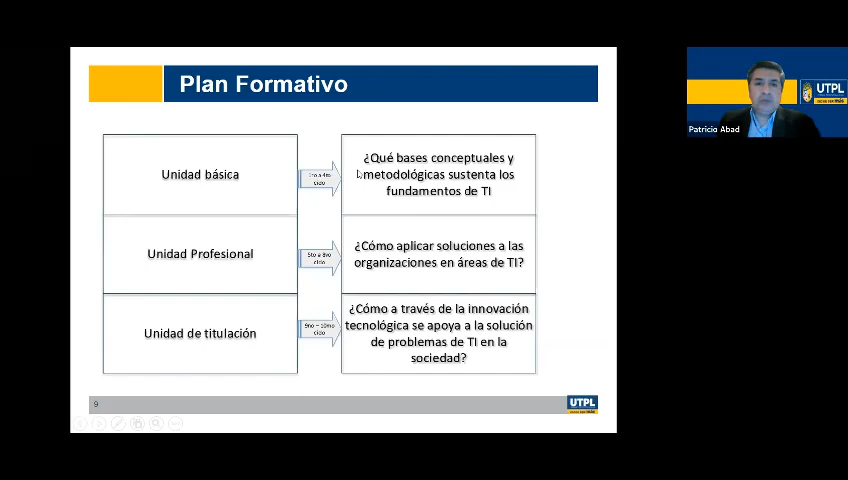 Plan Formativo
Unidad básica
1ro a 4to
ciclo
¿Qué bases conceptuales y
metodológicas sustenta los
fundamentos de TI
Unidad Profesional
5to a 8vo
ciclo
¿Cómo aplicar soluciones a las
organizaciones en áreas de TI?
Unidad de titulación
9no – 10mo
ciclo
¿Cómo a través de la innovación
tecnológica se apoya a la solución
de problemas de TI en la
sociedad?
9
UTPL
UTPL
Patricio Abad